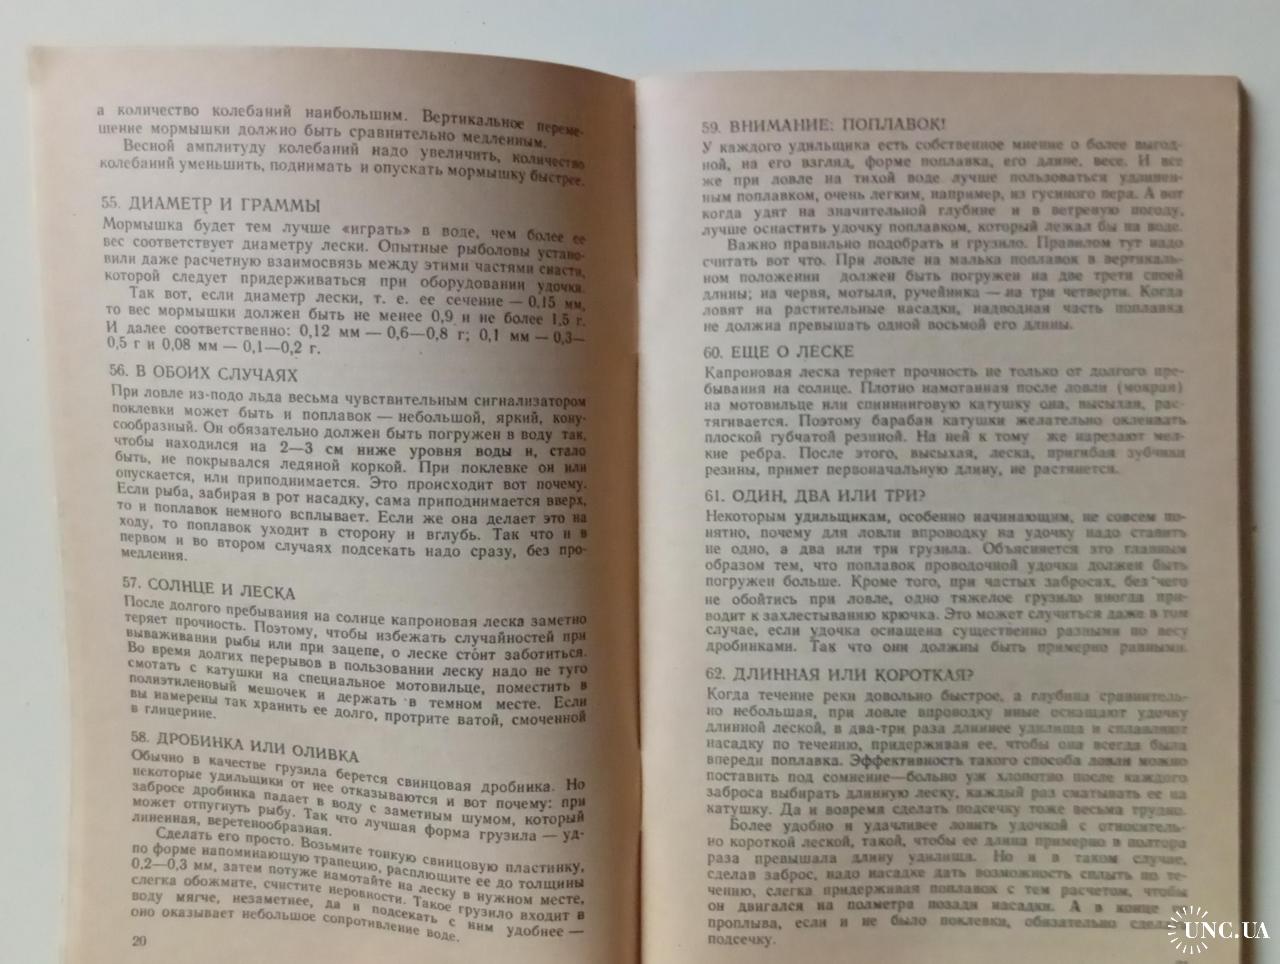 а количество колебаний наибольшим. Вертикальное переме-
щение мормышки должно быть сравнительно медленным.
Весной амплитуду колебаний надо увеличить, количество
колебаний уменьшить, поднимать и опускать мормышку быстрее.
55. ДИАМЕТР И ГРАММЫ
Мормышка будет тем лучше «играть» в воде, чем более ее
вес соответствует диаметру лески. Опытные рыболовы устано-
вили даже расчетную взаимосвязь между этими частями снасти,
которой следует придерживаться при оборудовании удочки.
Так вот, если диаметр лески, т. е. ее сечение — 0,15 мм,
то вес мормышки должен быть не менее 0,9 и не более 1,5 г.
И далее соответственно: 0,12 мм — 0,6—0,8 г; 0,1 мм — 0,3—
0,5 г и 0,08 мм — 0,1—0,2 г.
56. В ОБОИХ СЛУЧАЯХ
При ловле из-подо льда весьма чувствительным сигнализатором
поклевки может быть и поплавок — небольшой, яркий, кону-
сообразный. Он обязательно должен быть погружен в воду так,
чтобы находился на 2—3 см ниже уровня воды и, стало
быть, не покрывался ледяной коркой. При поклевке он или
опускается, или приподнимается. Это происходит вот почему.
Если рыба, забирая в рот насадку, сама приподнимается вверх,
то и поплавок немного всплывает. Если же она делает это на
ходу, то поплавок уходит в сторону и вглубь. Так что и в
первом и во втором случаях подсекать надо сразу, без про-
медления.
57. СОЛНЦЕ И ЛЕСКА
После долгого пребывания на солнце капроновая леска заметно
теряет прочность. Поэтому, чтобы избежать случайностей при
вываживании рыбы или при зацепе, о леске стоит заботиться.
Во время долгих перерывов в пользовании леску надо не туго
смотать с катушки на специальное мотовильце, поместить в
полиэтиленовый мешочек и держать в темном месте. Если
вы намерены так хранить ее долго, протрите ватой, смоченной
в глицерине.
58. ДРОБИНКА ИЛИ ОЛИВКА
Обычно в качестве грузила берется свинцовая дробинка. Но
некоторые удильщики от нее отказываются и вот почему: при
забросе дробинка падает в воду с заметным шумом, который
может отпугнуть рыбу. Так что лучшая форма грузила — уд-
линенная, веретенообразная.
Сделать его просто. Возьмите тонкую свинцовую пластинку,
по форме напоминающую трапецию, расплющите ее до толщины
0,2—0,3 мм, затем потуже намотайте на леску в нужном месте,
слегка обожмите, счистите неровности. Такое грузило входит в
воду мягче, незаметнее, да и подсекать с ним удобнее —
оно оказывает небольшое сопротивление воде.
20
59. ВНИМАНИЕ: ПОПЛАВОК!
У каждого удильщика есть собственное мнение о более выгод-
ной, на его взгляд, форме поплавка, его длине, весе. И все
же при ловле на тихой воде лучше пользоваться удлинен-
ным поплавком, очень легким, например, из гусиного пера. А вот
когда удят на значительной глубине и в ветреную погоду,
лучше оснастить удочку поплавком, который лежал бы на воде.
Важно правильно подобрать и грузило. Правилом тут надо
считать вот что. При ловле на малька поплавок в вертикаль-
ном положении должен быть погружен на две трети своей
длины; на червя, мотыля, ручейника — на три четверти. Когда
ловят на растительные насадки, надводная часть поплавка
не должна превышать одной восьмой его длины.
60. ЕЩЕ О ЛЕСКЕ
Капроновая леска теряет прочность не только от долгого пре-
бывания на солнце. Плотно намотанная после ловли (мокрая)
на мотовильце или спиннинговую катушку она, высыхая, рас-
тягивается. Поэтому барабан катушки желательно оклеивать
плоской губчатой резиной. На ней к тому же нарезают мел-
кие ребра. После этого, высыхая, леска, пригибая зубчики
резины, примет первоначальную длину, не растянется.
61. ОДИН, ДВА ИЛИ ТРИ?
Некоторым удильщикам, особенно начинающим, не совсем по-
нятно, почему для ловли впроводку на удочку надо ставить
не одно, а два или три грузила. Объясняется это главным
образом тем, что поплавок проводочной удочки должен быть
погружен больше. Кроме того, при частых забросах, без чего
не обойтись при ловле, одно тяжелое грузило иногда при-
водит к захлестыванию крючка. Это может случиться даже в том
случае, если удочка оснащена существенно разными по весу
дробинками. Так что они должны быть примерно равными.
62. ДЛИННАЯ ИЛИ КОРОТКАЯ?
Когда течение реки довольно быстрое, а глубина сравнитель-
но небольшая, при ловле впроводку иные оснащают удочку
длинной леской, в два-три раза длиннее удилища и сплавляют
насадку по течению, придерживая ее, чтобы она всегда была
впереди поплавка. Эффективность такого способа ловли можно
поставить под сомнение—больно уж хлопотно после каждого
заброса выбирать длинную леску, каждый раз сматывать ее на
катушку. Да и вовремя сделать подсечку тоже весьма трудно.
Более удобно и удачливее ловить удочкой с относитель-
но короткой леской, такой, чтобы ее длина примерно в полтора
раза превышала длину удилища. Но и в таком случае,
сделав заброс, надо насадке дать возможность сплыть по те-
чению, слегка придерживая поплавок с тем расчетом, чтобы
он двигался на полметра позади насадки. А в конце
проплыва, если и не было поклевки, обязательно сделать
подсечку.
UNC.UA